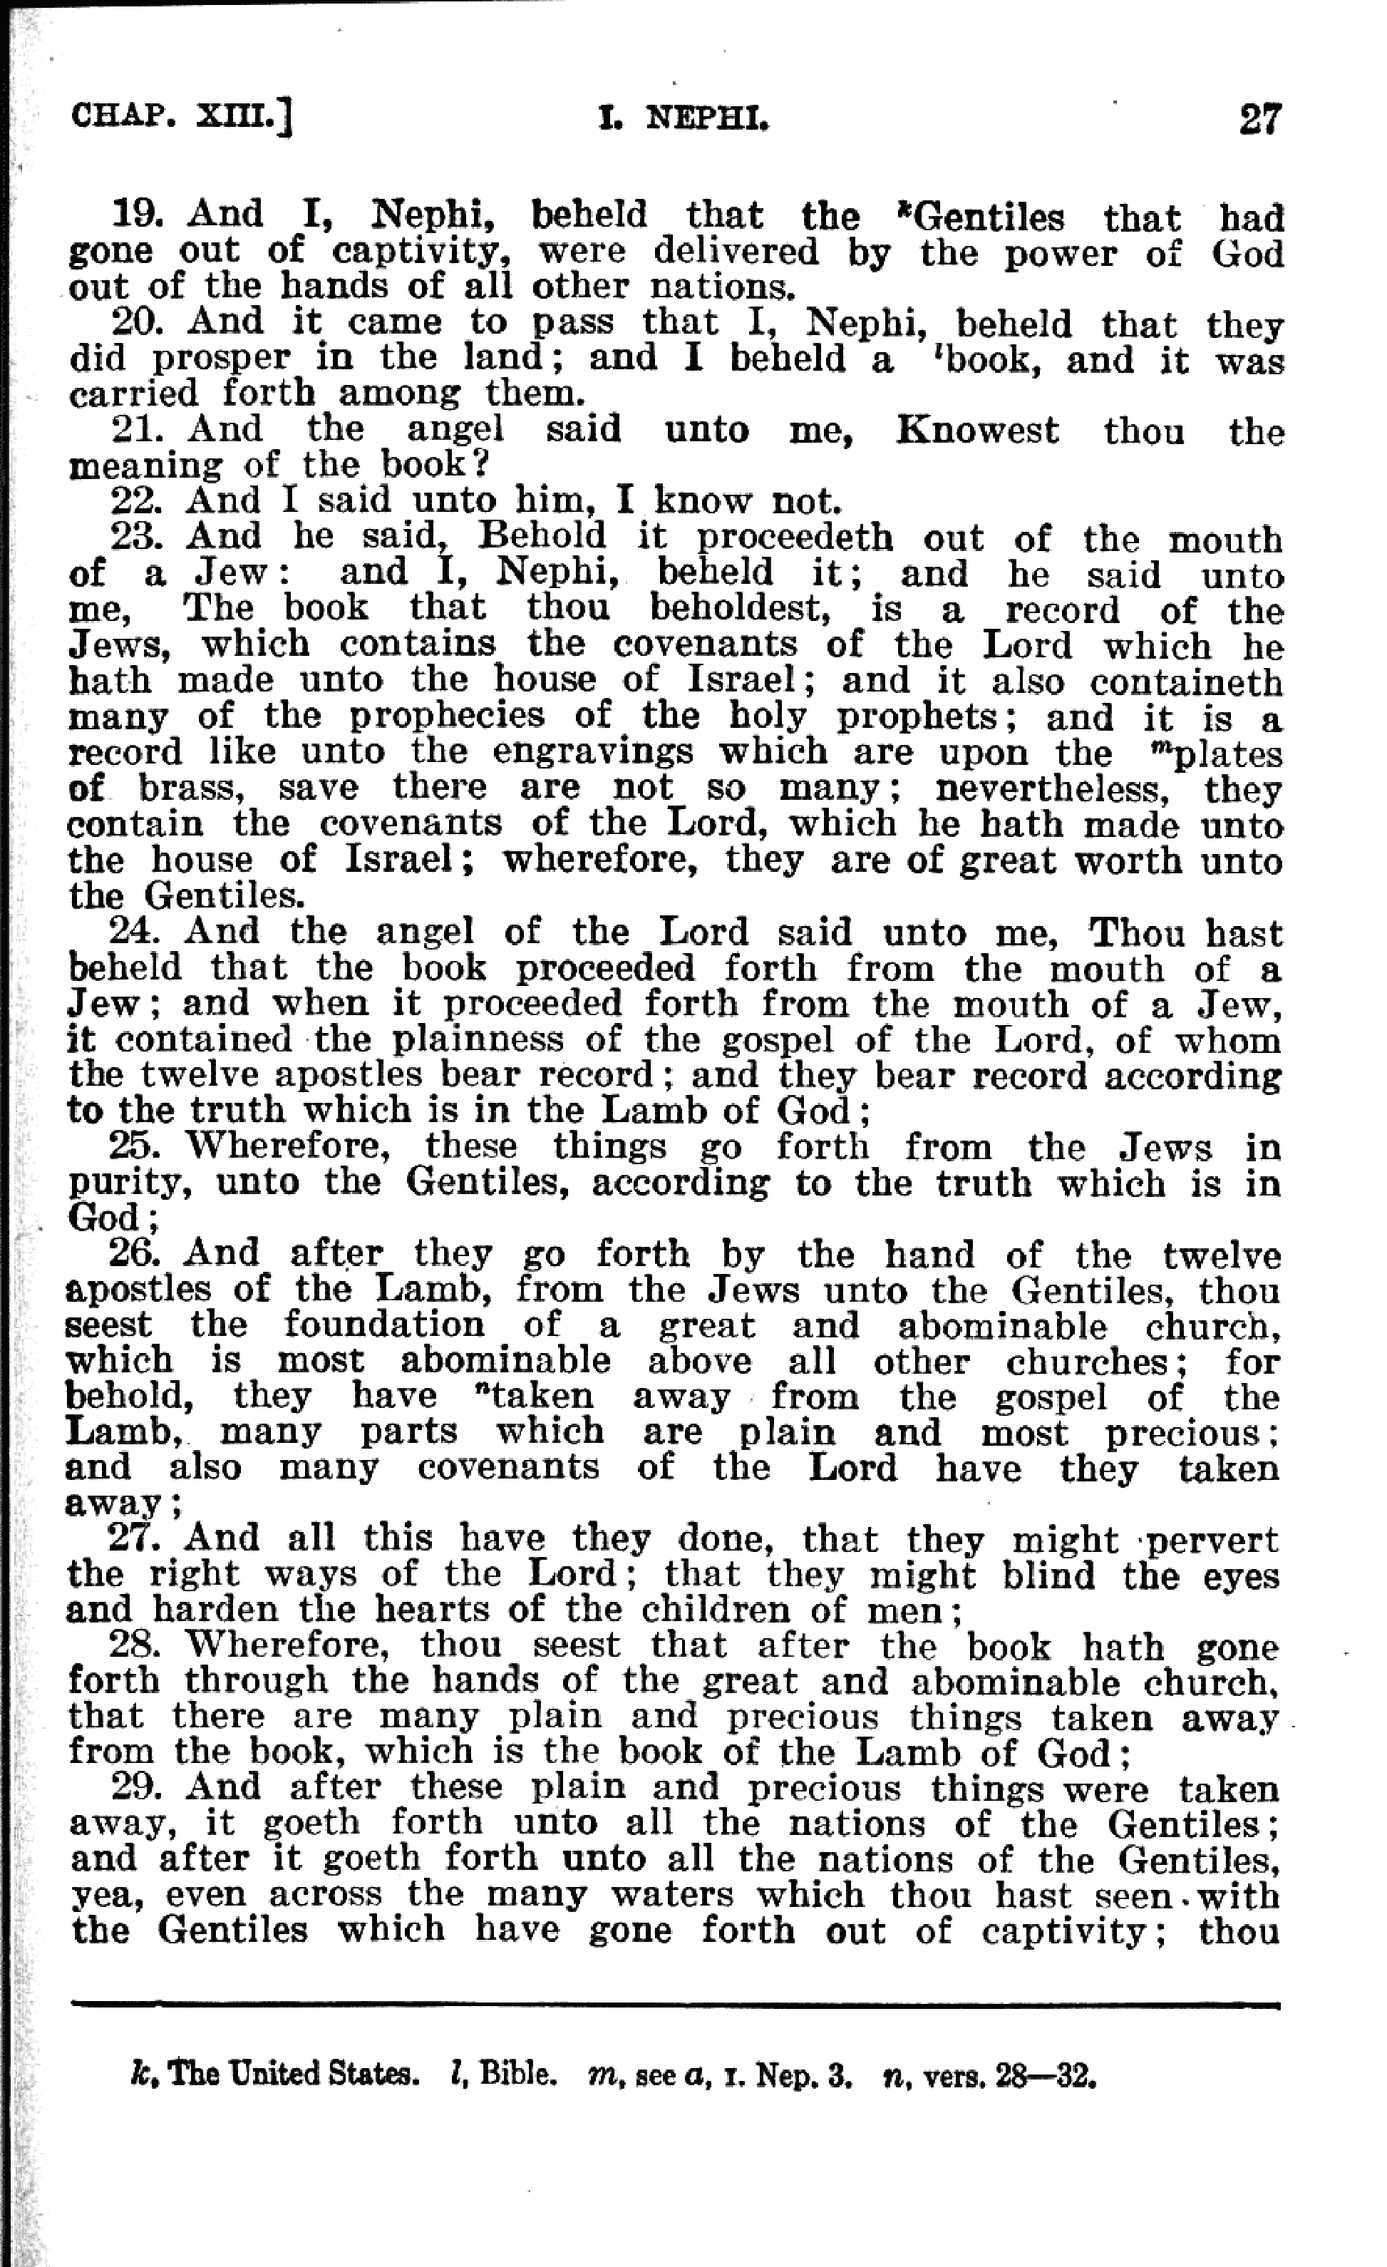 CHAP. XIII.] I. NEPHI. 27
19. And I, Nephi, beheld that the kGentiles that had
gone out of captivity, were delivered by the power of God
out of the hands of all other nations.
20. And it came to pass that I, Nephi, beheld that they
did prosper in the land; and I beheld a lbook, and it was
carried forth among them.
21. And the angel said unto me, Knowest thou the
meaning of the book?
22. And I said unto him, I know not.
23. And he said, Behold it proceedeth out of the mouth
of a Jew: and I, Nephi, beheld it; and he said unto
me, The book that thou beholdest, is a record of the
Jews, which contains the covenants of the Lord which he
hath made unto the house of Israel; and it also containeth
many of the prophecies of the holy prophets; and it is a
record like unto the engravings which are upon the mplates
of brass, save there are not so many; nevertheless, they
contain the covenants of the Lord, which he hath made unto
the house of Israel; wherefore, they are of great worth unto
the Gentiles.
24. And the angel of the Lord said unto me, Thou hast
beheld that the book proceeded forth from the mouth of a
Jew; and when it proceeded forth from the mouth of a Jew,
it contained the plainness of the gospel of the Lord, of whom
the twelve apostles bear record; and they bear record according
to the truth which is in the Lamb of God;
25. Wherefore, these things go forth from the Jews in
purity, unto the Gentiles, according to the truth which is in
God;
26. And after they go forth by the hand of the twelve
apostles of the Lamb, from the Jews unto the Gentiles, thou
seest the foundation of a great and abominable church,
which is most abominable above all other churches; for
behold, they have ntaken away from the gospel of the
Lamb, many parts which are plain and most precious;
and also many covenants of the Lord have they taken
away;
27. And all this have they done, that they might pervert
the right ways of the Lord; that they might blind the eyes
and harden the hearts of the children of men;
28. Wherefore, thou seest that after the book hath gone
forth through the hands of the great and abominable church,
that there are many plain and precious things taken away
from the book, which is the book of the Lamb of God;
29. And after these plain and precious things were taken
away, it goeth forth unto all the nations of the Gentiles;
and after it goeth forth unto all the nations of the Gentiles,
yea, even across the many waters which thou hast seen with
the Gentiles which have gone forth out of captivity; thou
k, The United States. l, Bible. m, see a, I. Nep. 3. n, vers. 28—32.